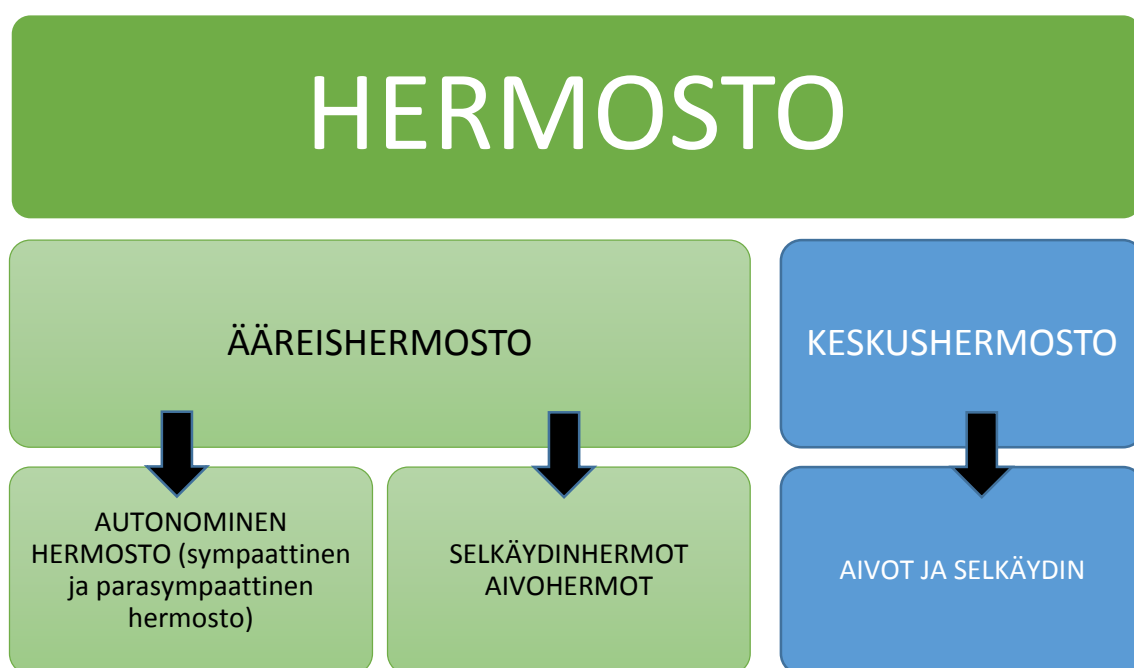 HERMOSTO
ÄÄREISHERMOSTO
KESKUSHERMOSTO
AUTONOMINEN
HERMOSTO (sympaattinen
ja parasympaattinen
hermosto)
SELKÄYDINHERMOT
AIVOHERMOT
AIVOT JA SELKÄYDIN